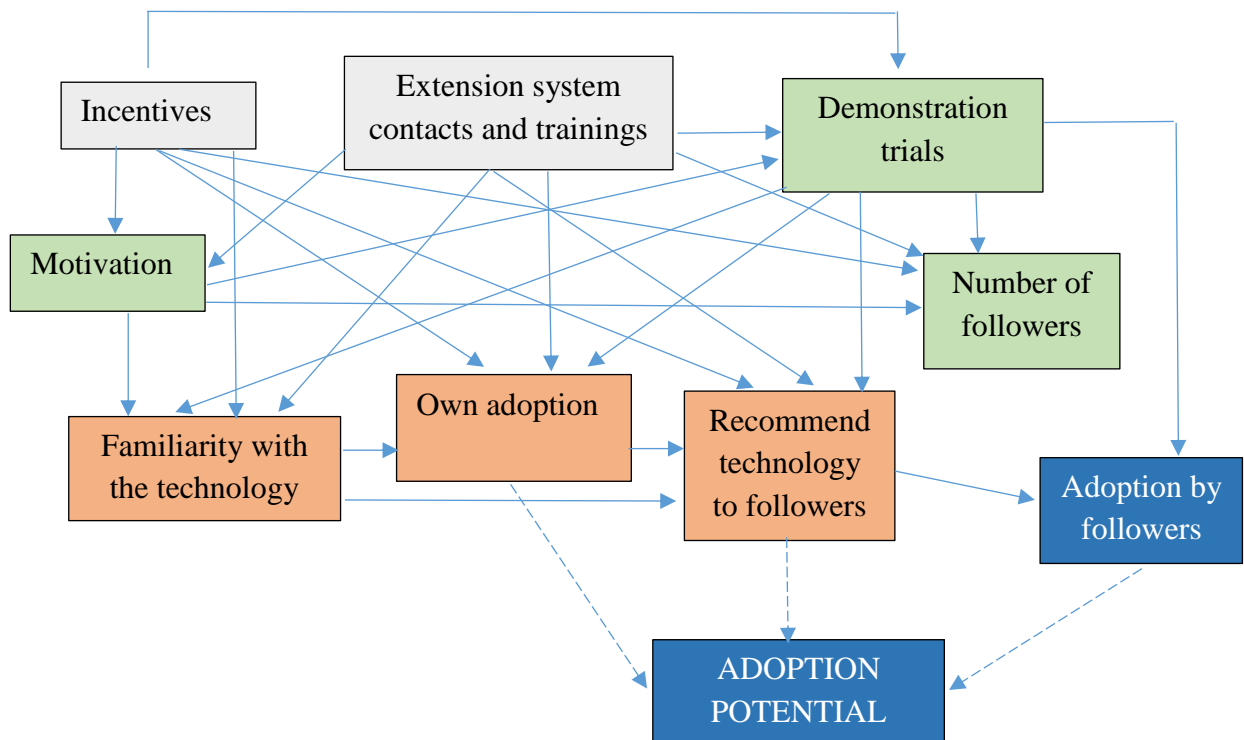 Incentives
Extension system
contacts and trainings
Demonstration
trials
Motivation
Number of
followers
Familiarity with
the technology
Own adoption
Recommend
technology
to followers
Adoption by
followers
ADOPTION
POTENTIAL